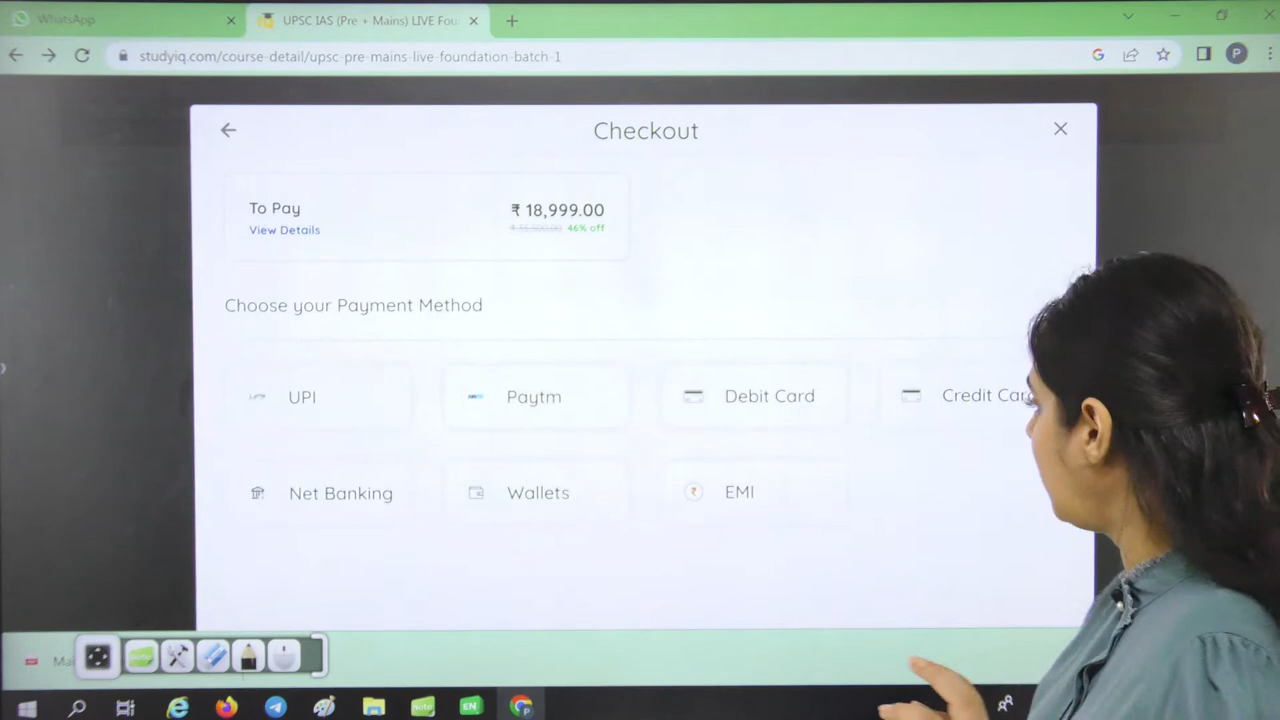 WhatsApp
UPSC IAS (Pre + Mains) LIVE Fou
studyiq.com/course-detail/upsc-pre-mains-live-foundation-batch-1
G
P
Checkout
To Pay
₹ 18,999.00
View Details
46% off
Choose your Payment Method
UPI
Paytm
Debit Card
Credit Car
Net Banking
Wallets
₹
EMI
Mai
Note
EN
P